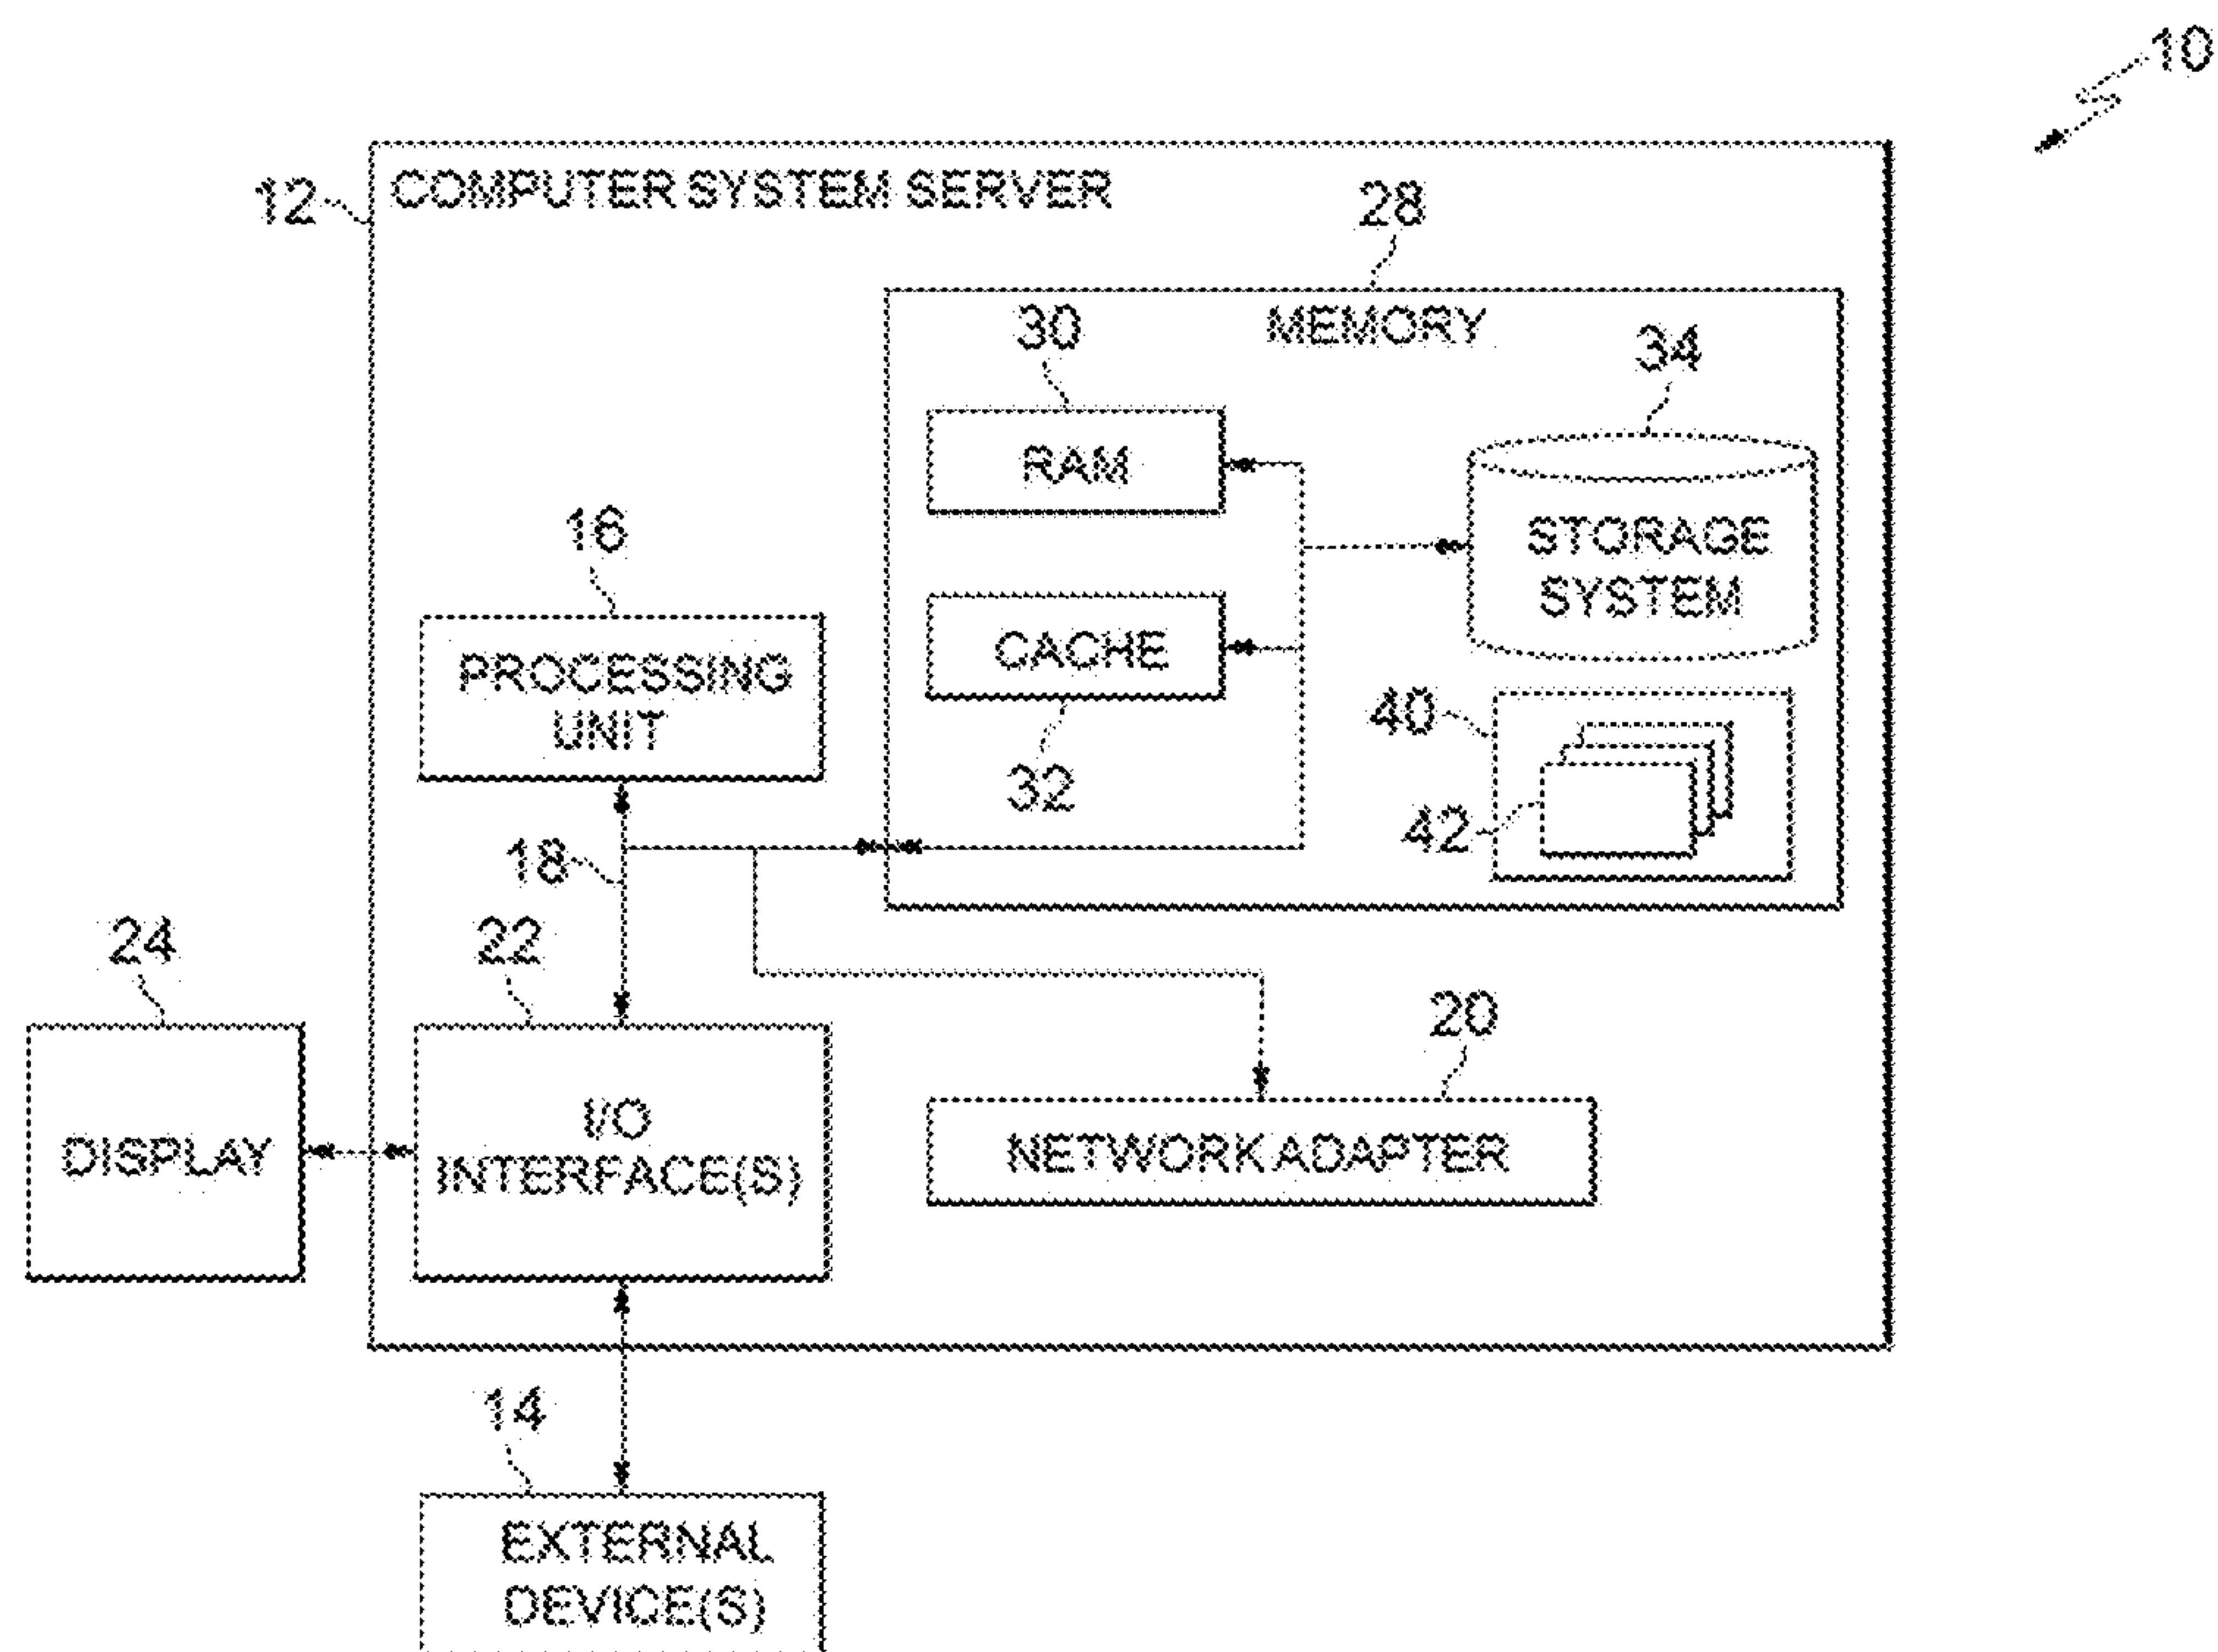 10
12
COMPUTER SYSTEM SERVER
28
MEMORY
30
34
RAM
STORAGE
SYSTEM
16
CACHE
PROCESSING
UNIT
40
32
42
18
24
22
20
DISPLAY
I/O
INTERFACE(S)
NETWORK ADAPTER
14
EXTERNAL
DEVICE(S)